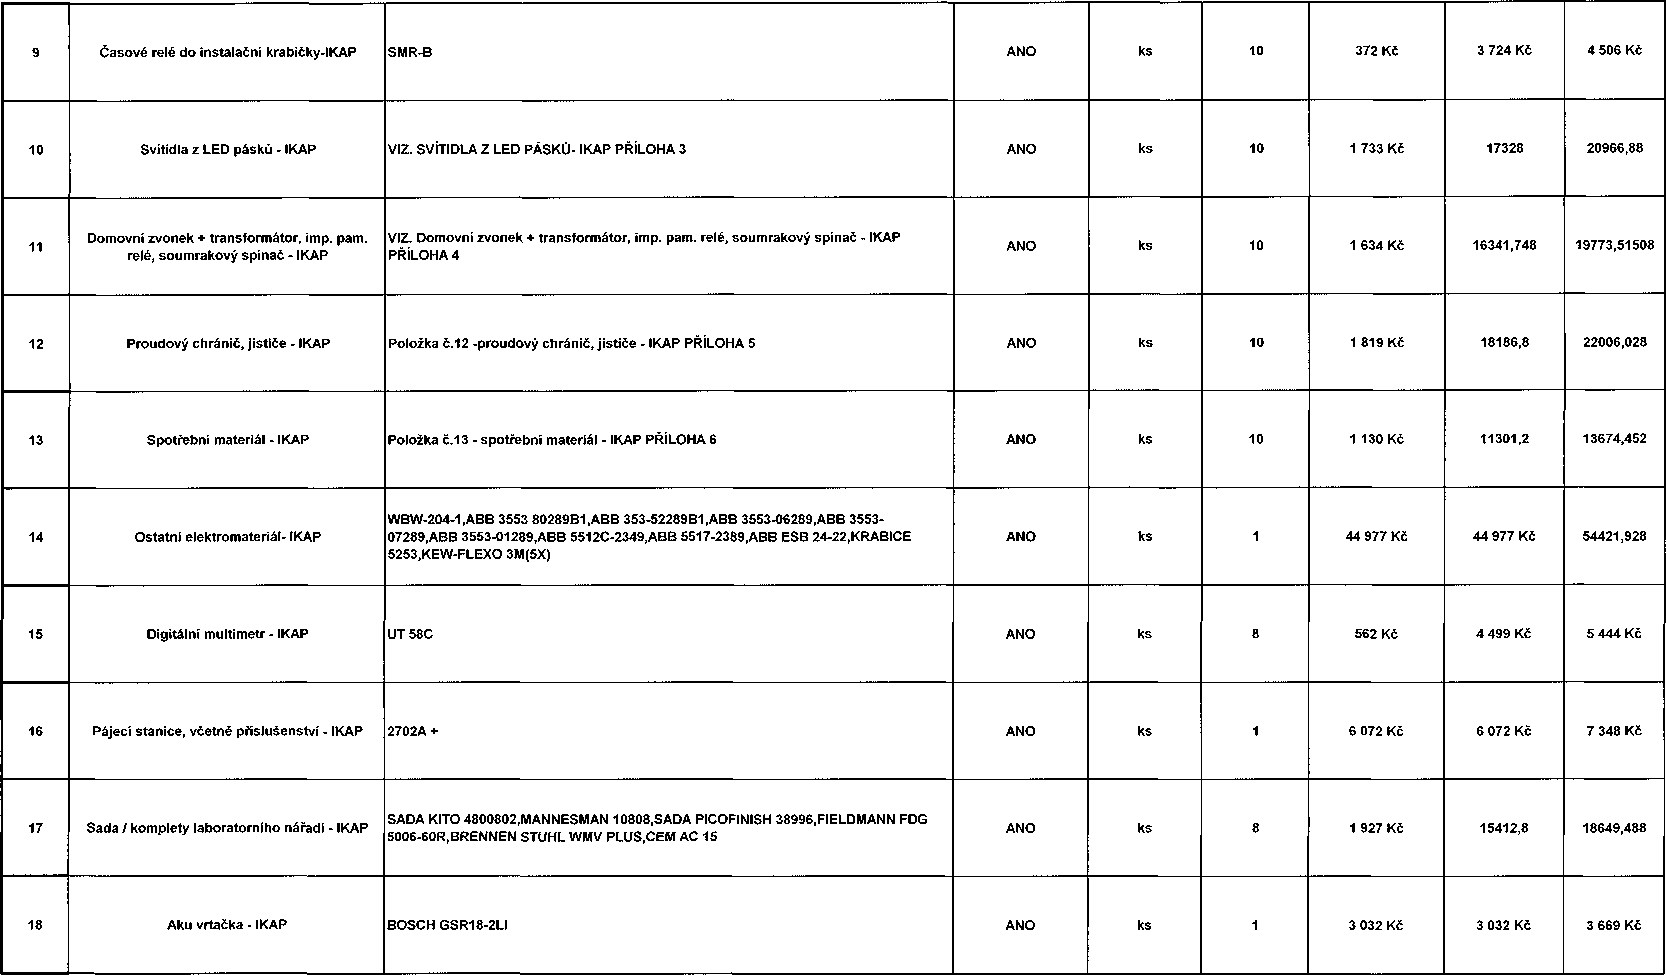 9 Časové relé do instalační krabičky-IKAP SMR-B ANO ks 10 372 Kč 3 724 Kč 4 506 Kč
10 Svítidla z LED pásků - IKAP VIZ. SVÍTIDLA Z LED PÁSKŮ- IKAP PŘÍLOHA 3 ANO ks 10 1 733 Kč 17328 20966,88
Domovní zvonek + transformátor, imp. pam. VIZ. Domovní zvonek + transformátor, imp. pam. relé, soumrakový spínač - IKAP
11 ANO ks 10 1 634 Kč 16341,748 19773,51508
relé, soumrakový spínač - IKAP PŘÍLOHA 4
12 Proudový chránič, jističe - IKAP Položka č.12 -proudový chránič, jističe - IKAP PŘÍLOHA 5 ANO ks 10 1 819 Kč 18186,8 22006,028
13 Spotřební materiál - IKAP Položka č.13 - spotřební materiál - IKAP PŘÍLOHA 6 ANO ks 10 1 130 Kč 11301,2 13674,452
WBW-204-1,ABB 3553 80289B1,ABB 353-52289B1,ABB 3553-06289,ABB 3553-
14 Ostatní elektromateriál- IKAP 07289,ABB 3553-01289,ABB 5512C-2349,ABB 5517-2389,ABB ESB 24-22,KRABICE ANO ks 1 44 977 Kč 44 977 Kč 54421,928
5253,KEW-FLEXO 3M(5X)
15 Digitální multimetr - IKAP UT 58C ANO ks 8 562 Kč 4 499 Kč 5 444 Kč
16 Pájecí stanice, včetně příslušenství - IKAP 2702A + ANO ks 1 6 072 Kč 6 072 Kč 7 348 Kč
SADA KITO 4800802,MANNESMAN 10808,SADA PICOFINISH 38996,FIELDMANN FDG
17 Sada / komplety laboratorního nářadí - IKAP ANO ks 8 1 927 Kč 15412,8 18649,488
5006-60R,BRENNEN STUHL WMV PLUS,CEM AC 15
18 Aku vrtačka - IKAP BOSCH GSR18-2LI ANO ks 1 3 032 Kč 3 032 Kč 3 669 Kč